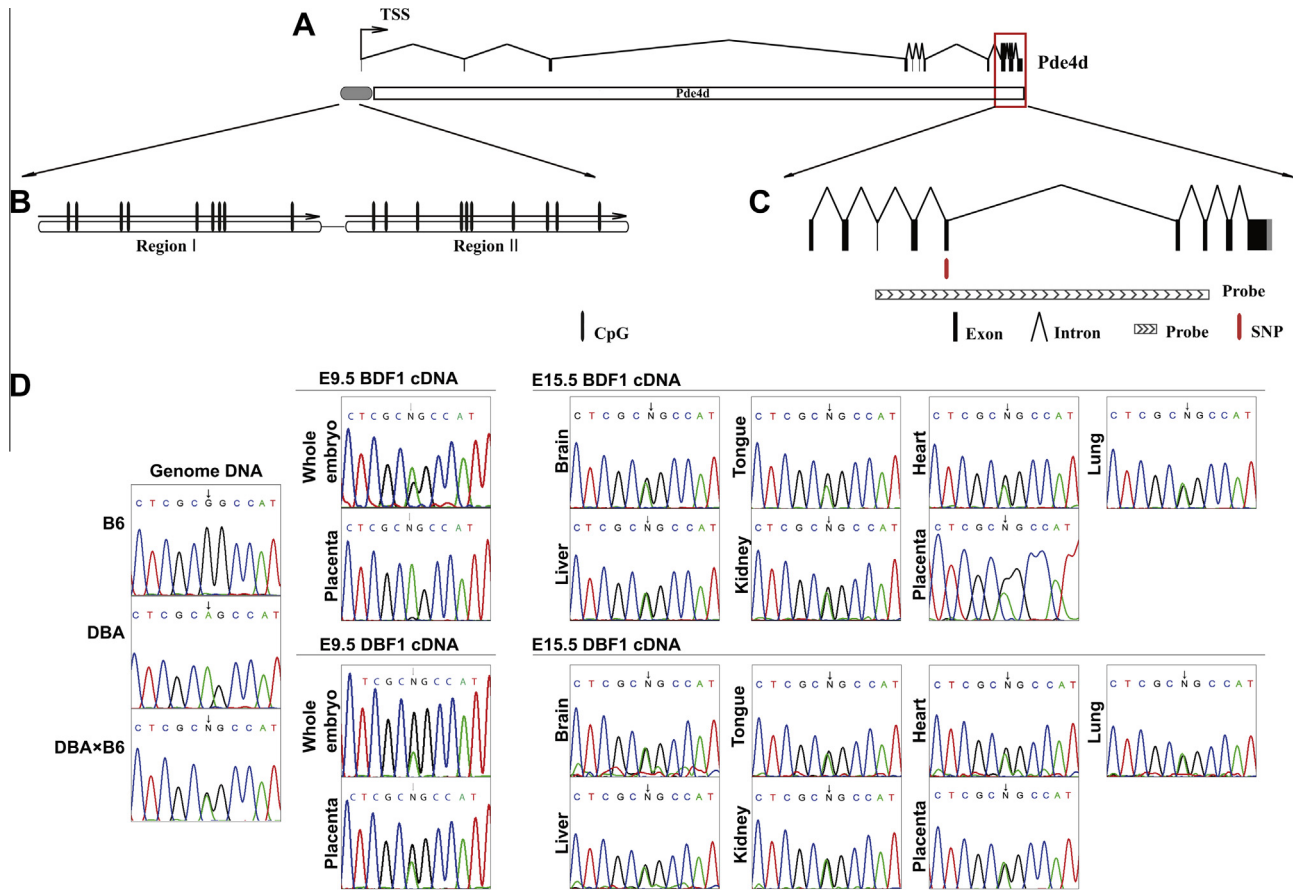 A
TSS
Pde4d
Pde4d
B
Region I
Region II
CpG
C
Probe
Exon
Intron
Probe
SNP
D
Genome DNA
B6
C T C G C G G C C A T
DBA
C T C G C A G C C A T
DBA×B6
C T C G C N G C C A T
E9.5 BDF1 cDNA
Whole embryo
C T C G C N G C C A T
Placenta
C T C G C N G C C A T
E15.5 BDF1 cDNA
Brain
C T C G C N G C C A T
Tongue
C T C G C N G C C A T
Heart
C T C G C N G C C A T
Lung
C T C G C N G C C A T
Liver
C T C G C N G C C A T
Kidney
C T C G C N G C C A T
Placenta
C T C G C N G C C A T
E9.5 DBF1 cDNA
Whole embryo
C T C G C N G C C A T
Placenta
C T C G C N G C C A T
E15.5 DBF1 cDNA
Brain
C T C G C N G C C A T
Tongue
C T C G C N G C C A T
Heart
C T C G C N G C C A T
Lung
C T C G C N G C C A T
Liver
C T C G C N G C C A T
Kidney
C T C G C N G C C A T
Placenta
C T C G C N G C C A T